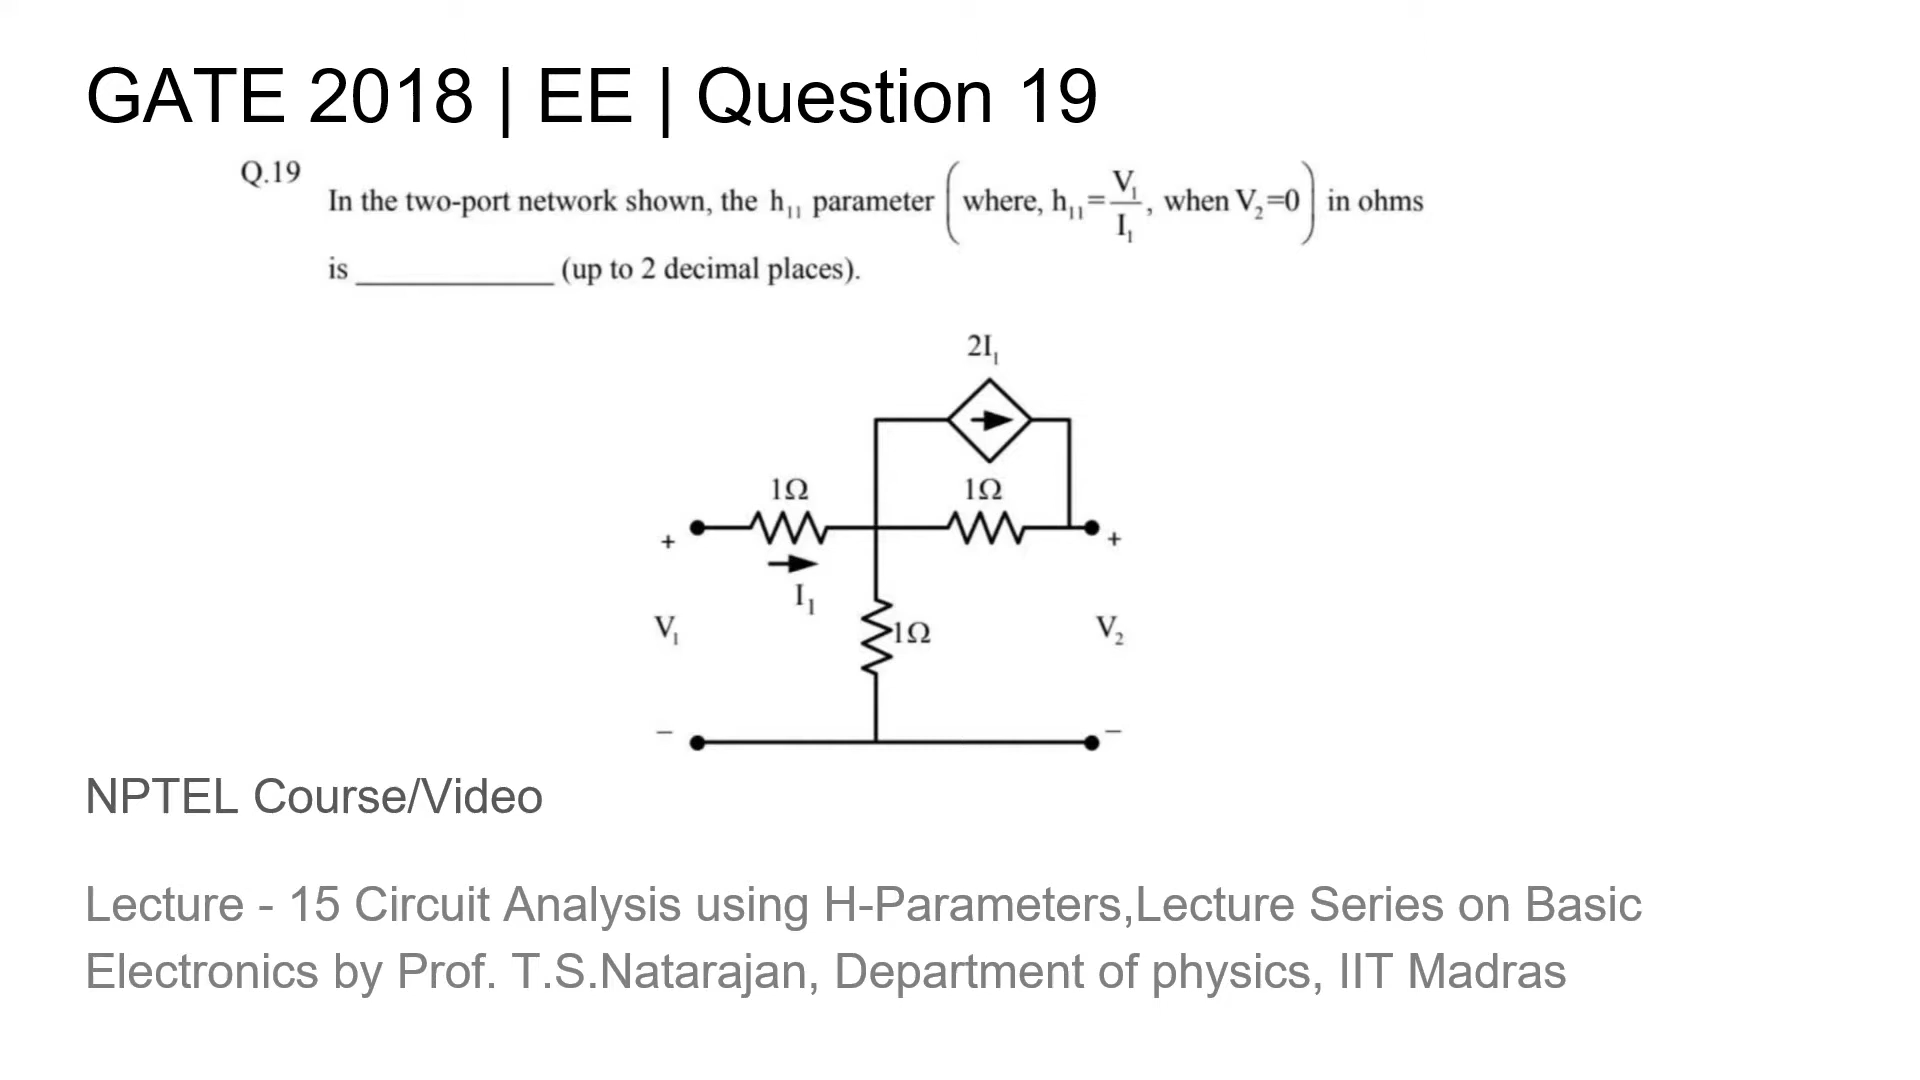 GATE 2018 | EE | Question 19
Q.19
In the two-port network shown, the h₁₁ parameter (where, h₁₁ = V₁/I₁, when V₂=0) in ohms
is ____________ (up to 2 decimal places).
2I₁
1Ω 1Ω
+ +
I₁
V₁ 1Ω V₂
− −
NPTEL Course/Video
Lecture - 15 Circuit Analysis using H-Parameters,Lecture Series on Basic
Electronics by Prof. T.S.Natarajan, Department of physics, IIT Madras